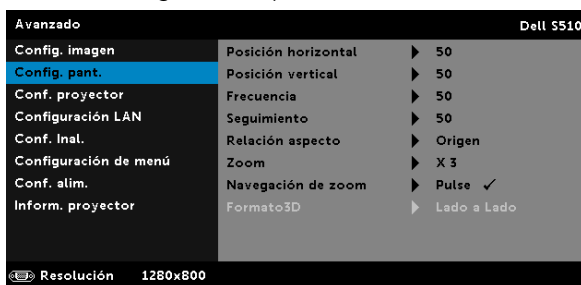 Avanzado Dell S510
Config. imagen
Config. pant.
Conf. proyector
Configuración LAN
Conf. Inal.
Configuración de menú
Conf. alim.
Inform. proyector
Posición horizontal 50
Posición vertical 50
Frecuencia 50
Seguimiento 50
Relación aspecto Origen
Zoom X 3
Navegación de zoom Pulse ✓
Formato3D Lado a Lado
Resolución 1280x800